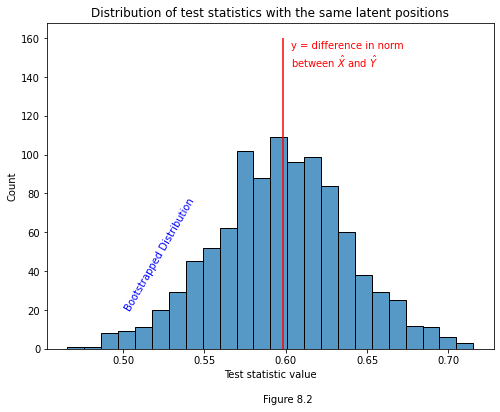 Distribution of test statistics with the same latent positions
160
140
120
100
80
60
40
20
0
Count
y = difference in norm
between X̂ and Ŷ
Bootstrapped Distribution
0.50 0.55 0.60 0.65 0.70
Test statistic value
Figure 8.2